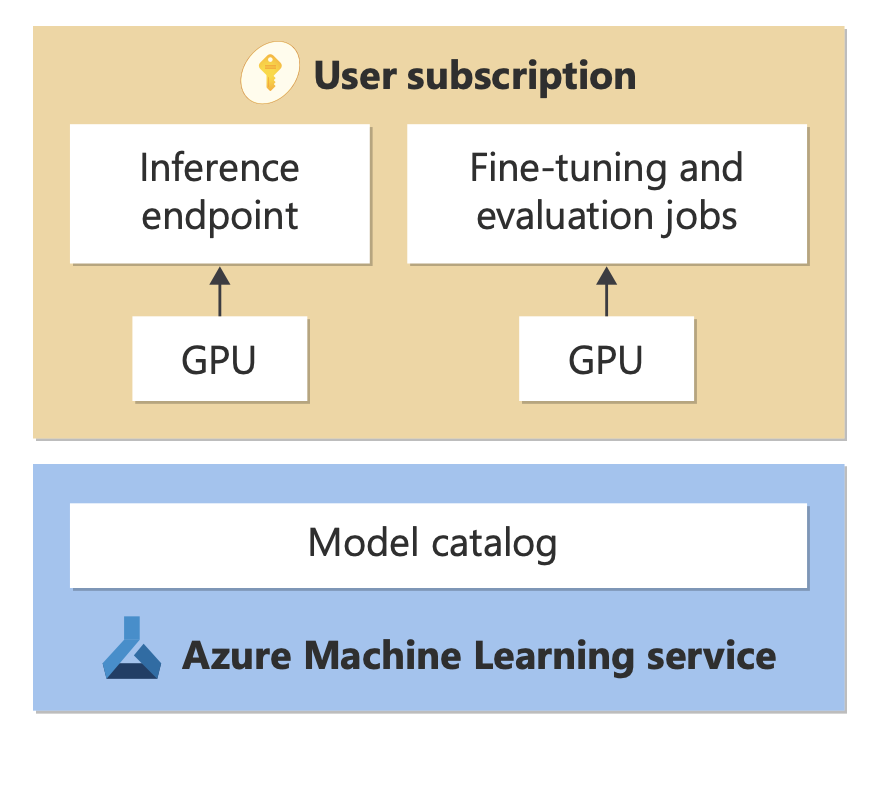 User subscription
Inference
endpoint
Fine-tuning and
evaluation jobs
GPU
GPU
Model catalog
Azure Machine Learning service